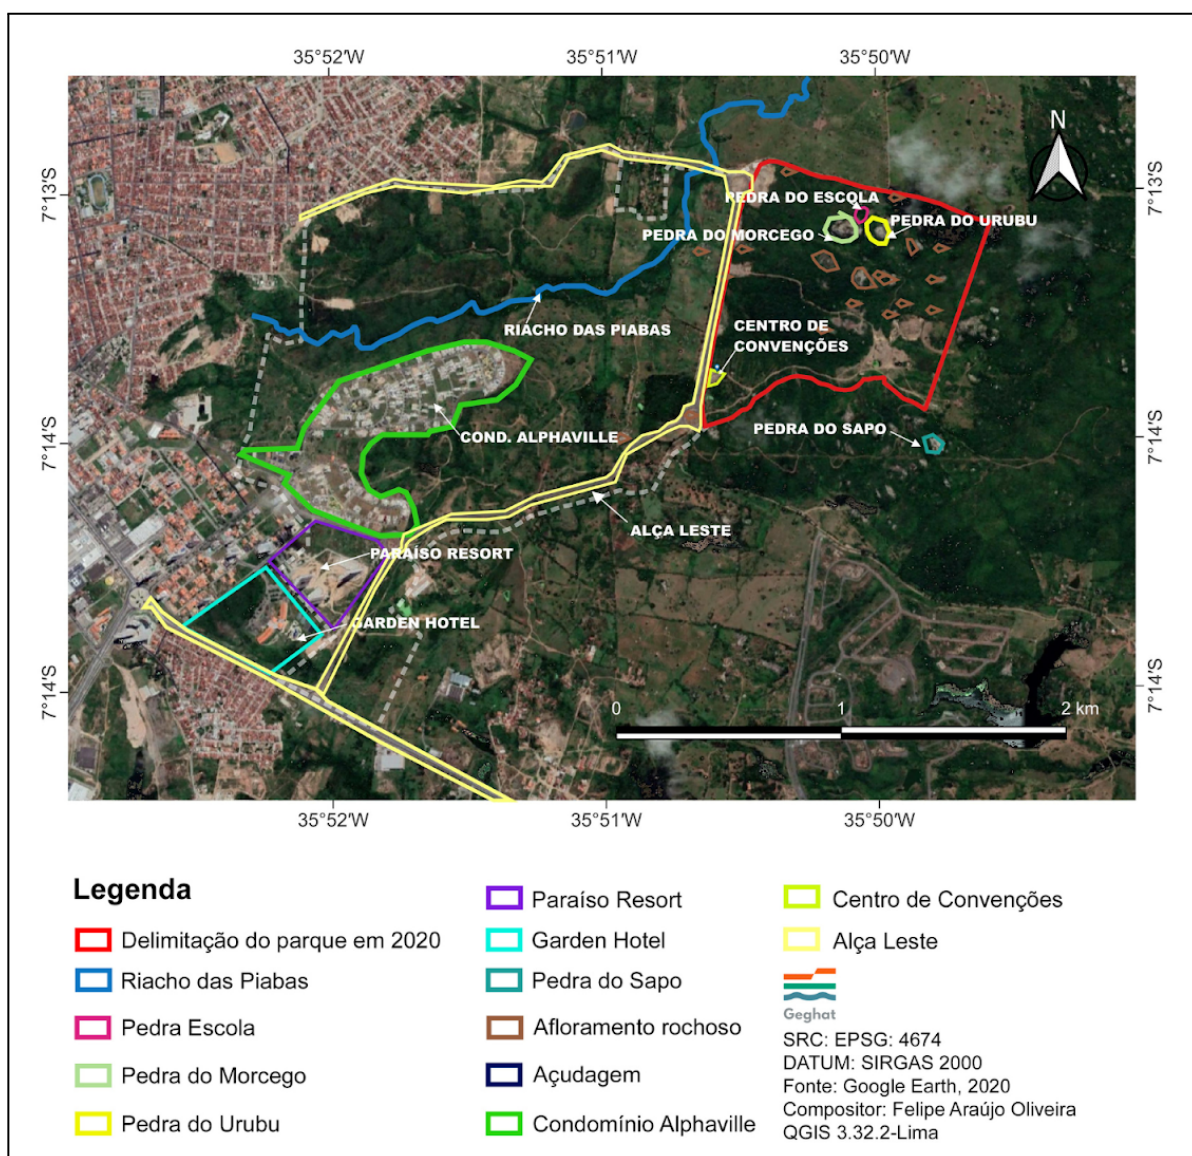 35°52'W 35°51'W 35°50'W
N
7°13'S
7°13'S
PEDRA DO ESCOLA
PEDRA DO URUBU
PEDRA DO MORCEGO
RIACHO DAS PIABAS
CENTRO DE
CONVENÇÕES
COND. ALPHAVILLE
PEDRA DO SAPO
7°14'S
7°14'S
ALÇA LESTE
PARAÍSO RESORT
GARDEN HOTEL
7°14'S
7°14'S
0 1 2 km
35°52'W 35°51'W 35°50'W
Legenda
Delimitação do parque em 2020
Riacho das Piabas
Pedra Escola
Pedra do Morcego
Pedra do Urubu
Paraíso Resort
Garden Hotel
Pedra do Sapo
Afloramento rochoso
Açudagem
Condomínio Alphaville
Centro de Convenções
Alça Leste
Geghat
SRC: EPSG: 4674
DATUM: SIRGAS 2000
Fonte: Google Earth, 2020
Compositor: Felipe Araújo Oliveira
QGIS 3.32.2-Lima